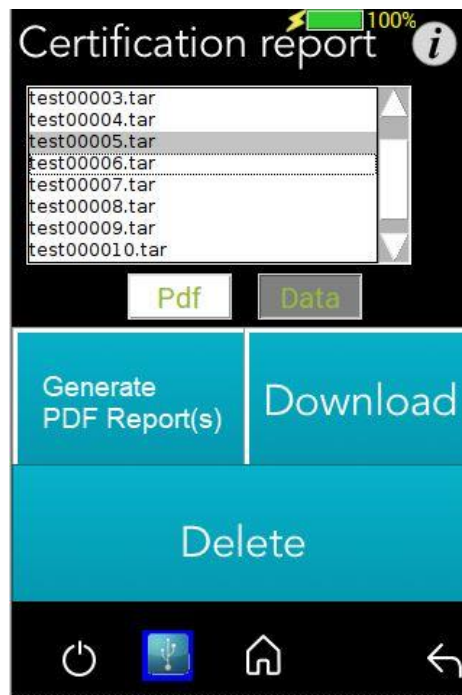 100%
Certification report
i
test00003.tar
test00004.tar
test00005.tar
test00006.tar
test00007.tar
test00008.tar
test00009.tar
test000010.tar
Pdf
Data
Generate
PDF Report(s)
Download
Delete